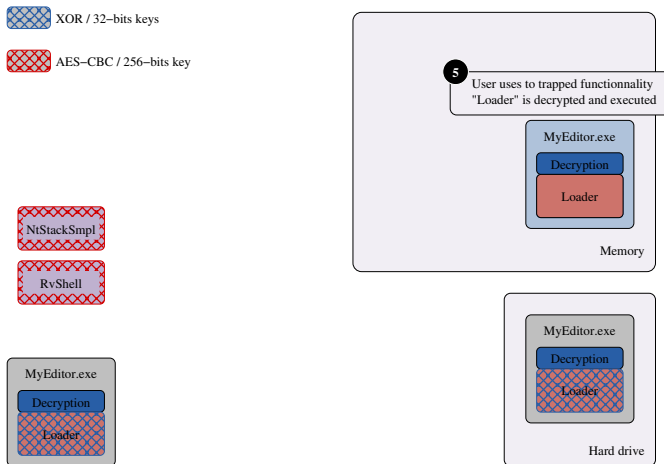 XOR / 32−bits keys
AES−CBC / 256−bits key
5
User uses to trapped functionnality
"Loader" is decrypted and executed
MyEditor.exe
Decryption
Loader
Memory
NtStackSmpl
RvShell
MyEditor.exe
Decryption
Loader
Hard drive
MyEditor.exe
Decryption
Loader